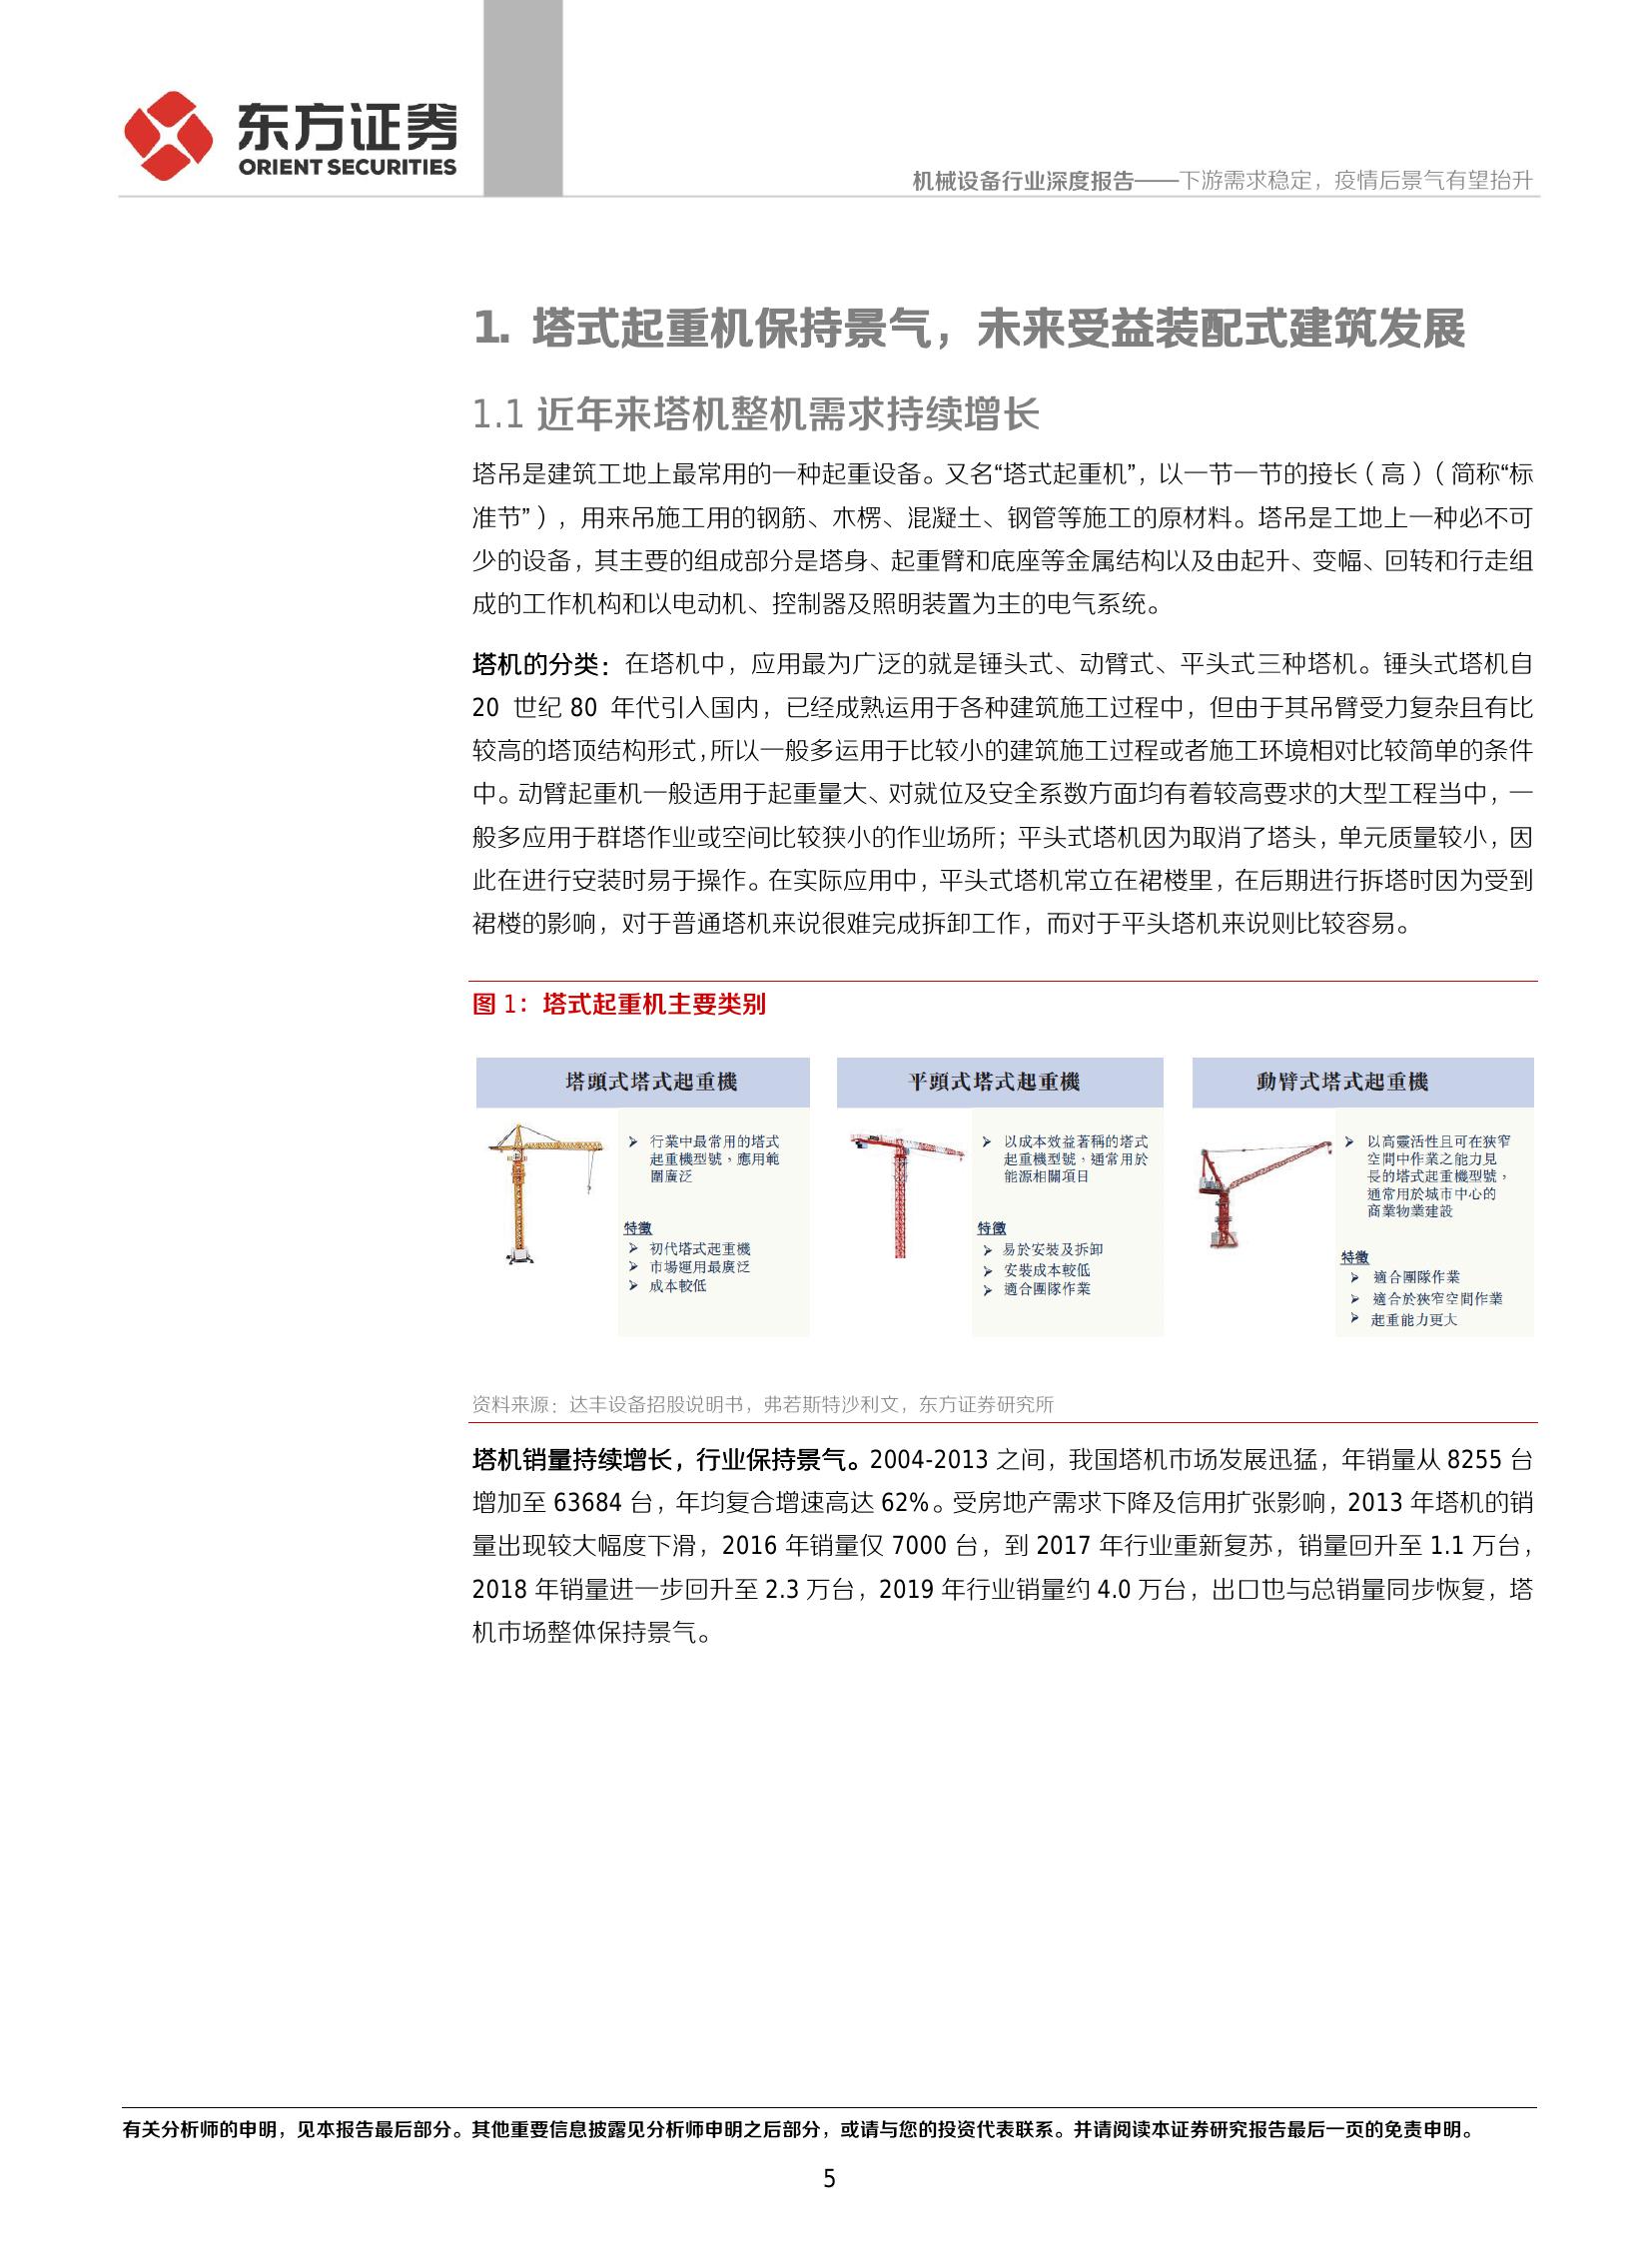 东方证券
ORIENT SECURITIES
机械设备行业深度报告——下游需求稳定，疫情后景气有望抬升
1. 塔式起重机保持景气，未来受益装配式建筑发展
1.1 近年来塔机整机需求持续增长
塔吊是建筑工地上最常用的一种起重设备。又名“塔式起重机”，以一节一节的接长（高）（简称“标
准节”），用来吊施工用的钢筋、木楞、混凝土、钢管等施工的原材料。塔吊是工地上一种必不可
少的设备，其主要的组成部分是塔身、起重臂和底座等金属结构以及由起升、变幅、回转和行走组
成的工作机构和以电动机、控制器及照明装置为主的电气系统。
塔机的分类：在塔机中，应用最为广泛的就是锤头式、动臂式、平头式三种塔机。锤头式塔机自
20 世纪 80 年代引入国内，已经成熟运用于各种建筑施工过程中，但由于其吊臂受力复杂且有比
较高的塔顶结构形式，所以一般多运用于比较小的建筑施工过程或者施工环境相对比较简单的条件
中。动臂起重机一般适用于起重量大、对就位及安全系数方面均有着较高要求的大型工程当中，一
般多应用于群塔作业或空间比较狭小的作业场所；平头式塔机因为取消了塔头，单元质量较小，因
此在进行安装时易于操作。在实际应用中，平头式塔机常立在裙楼里，在后期进行拆塔时因为受到
裙楼的影响，对于普通塔机来说很难完成拆卸工作，而对于平头塔机来说则比较容易。
图 1：塔式起重机主要类别
塔頭式塔式起重機
➢ 行業中最常用的塔式
起重機型號，應用範
圍廣泛
特徵
➢ 初代塔式起重機
➢ 市場運用最廣泛
➢ 成本較低
平頭式塔式起重機
➢ 以成本效益著稱的塔式
起重機型號，通常用於
能源相關項目
特徵
➢ 易於安裝及拆卸
➢ 安裝成本較低
➢ 適合團隊作業
動臂式塔式起重機
➢ 以高靈活性且可在狹窄
空間中作業之能力見
長的塔式起重機型號，
通常用於城市中心的
商業物業建設
特徵
➢ 適合團隊作業
➢ 適合於狹窄空間作業
➢ 起重能力更大
资料来源：达丰设备招股说明书，弗若斯特沙利文，东方证券研究所
塔机销量持续增长，行业保持景气。2004-2013 之间，我国塔机市场发展迅猛，年销量从 8255 台
增加至 63684 台，年均复合增速高达 62%。受房地产需求下降及信用扩张影响，2013 年塔机的销
量出现较大幅度下滑，2016 年销量仅 7000 台，到 2017 年行业重新复苏，销量回升至 1.1 万台，
2018 年销量进一步回升至 2.3 万台，2019 年行业销量约 4.0 万台，出口也与总销量同步恢复，塔
机市场整体保持景气。
有关分析师的申明，见本报告最后部分。其他重要信息披露见分析师申明之后部分，或请与您的投资代表联系。并请阅读本证券研究报告最后一页的免责申明。
5